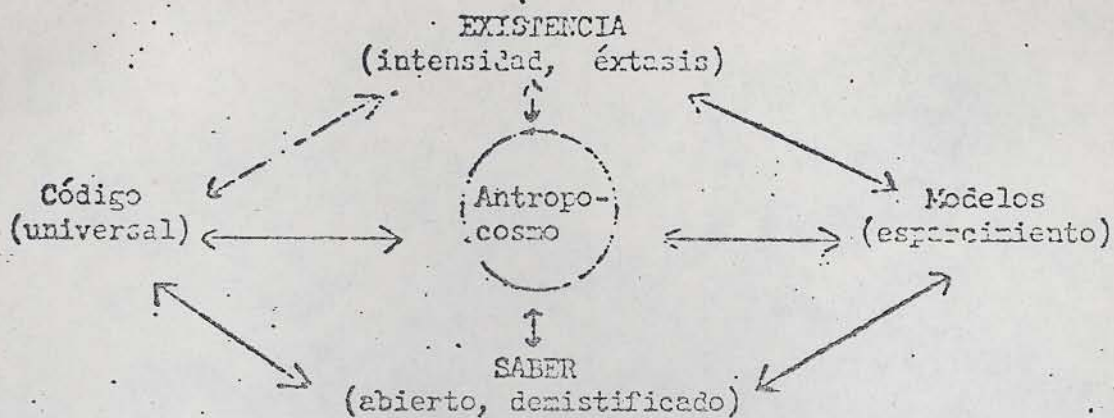 EXISTENCIA
(intensidad, éxtasis)
Código
(universal)
Antropo-
cosmo
Modelos
(esparcimiento)
SABER
(abierto, demistificado)